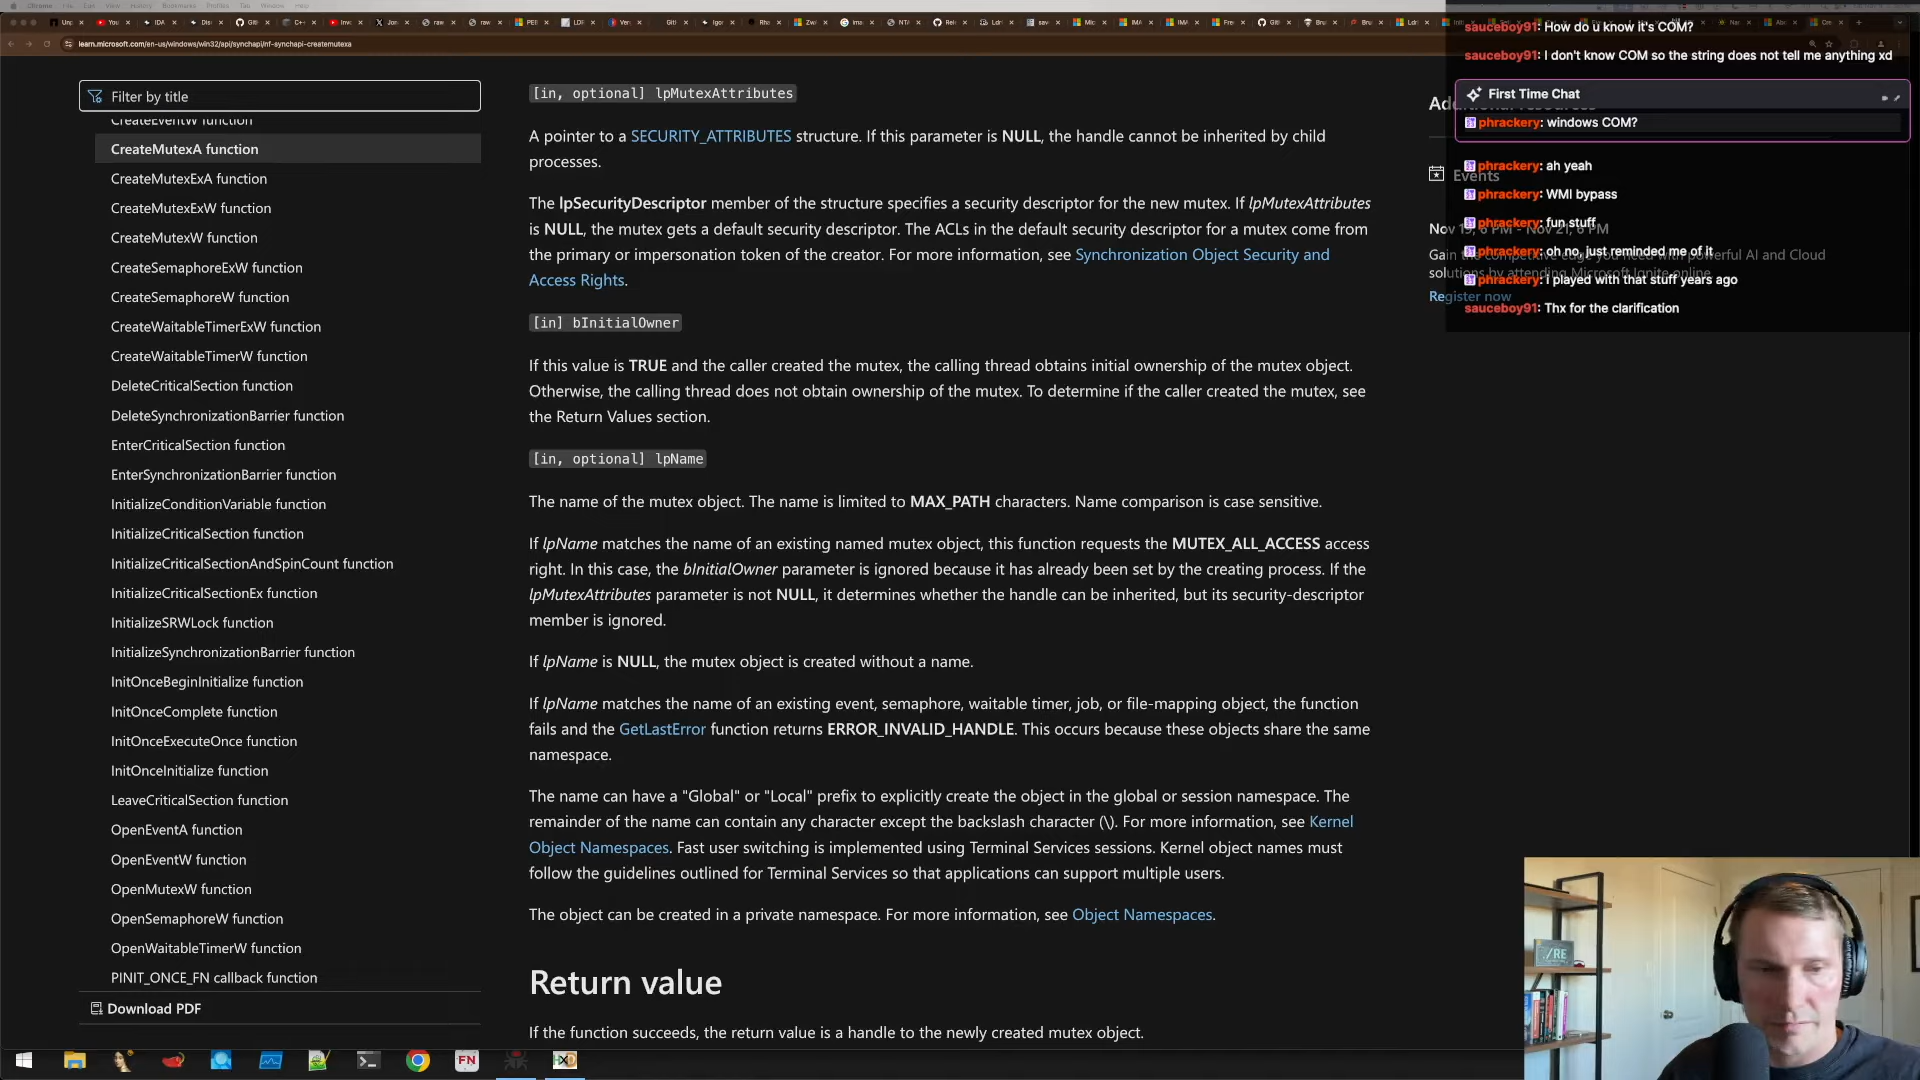 learn.microsoft.com/en-us/windows/win32/api/synchapi/nf-synchapi-createmutexa
Filter by title
CreateEventW function
CreateMutexA function
CreateMutexExA function
CreateMutexExW function
CreateMutexW function
CreateSemaphoreExW function
CreateSemaphoreW function
CreateWaitableTimerExW function
CreateWaitableTimerW function
DeleteCriticalSection function
DeleteSynchronizationBarrier function
EnterCriticalSection function
EnterSynchronizationBarrier function
InitializeConditionVariable function
InitializeCriticalSection function
InitializeCriticalSectionAndSpinCount function
InitializeCriticalSectionEx function
InitializeSRWLock function
InitializeSynchronizationBarrier function
InitOnceBeginInitialize function
InitOnceComplete function
InitOnceExecuteOnce function
InitOnceInitialize function
LeaveCriticalSection function
OpenEventA function
OpenEventW function
OpenMutexW function
OpenSemaphoreW function
OpenWaitableTimerW function
PINIT_ONCE_FN callback function
Download PDF
[in, optional] lpMutexAttributes
A pointer to a SECURITY_ATTRIBUTES structure. If this parameter is NULL, the handle cannot be inherited by child
processes.
The lpSecurityDescriptor member of the structure specifies a security descriptor for the new mutex. If lpMutexAttributes
is NULL, the mutex gets a default security descriptor. The ACLs in the default security descriptor for a mutex come from
the primary or impersonation token of the creator. For more information, see Synchronization Object Security and
Access Rights.
[in] bInitialOwner
If this value is TRUE and the caller created the mutex, the calling thread obtains initial ownership of the mutex object.
Otherwise, the calling thread does not obtain ownership of the mutex. To determine if the caller created the mutex, see
the Return Values section.
[in, optional] lpName
The name of the mutex object. The name is limited to MAX_PATH characters. Name comparison is case sensitive.
If lpName matches the name of an existing named mutex object, this function requests the MUTEX_ALL_ACCESS access
right. In this case, the bInitialOwner parameter is ignored because it has already been set by the creating process. If the
lpMutexAttributes parameter is not NULL, it determines whether the handle can be inherited, but its security-descriptor
member is ignored.
If lpName is NULL, the mutex object is created without a name.
If lpName matches the name of an existing event, semaphore, waitable timer, job, or file-mapping object, the function
fails and the GetLastError function returns ERROR_INVALID_HANDLE. This occurs because these objects share the same
namespace.
The name can have a "Global" or "Local" prefix to explicitly create the object in the global or session namespace. The
remainder of the name can contain any character except the backslash character (\). For more information, see Kernel
Object Namespaces. Fast user switching is implemented using Terminal Services sessions. Kernel object names must
follow the guidelines outlined for Terminal Services so that applications can support multiple users.
The object can be created in a private namespace. For more information, see Object Namespaces.
Return value
If the function succeeds, the return value is a handle to the newly created mutex object.
Additional resources
Events
Nov 19, 6 PM - Nov 21, 6 PM
Gain the competitive edge you need with powerful AI and Cloud
solutions by attending Microsoft Ignite online
Register now
sauceboy91: How do u know it's COM?
sauceboy91: I don't know COM so the string does not tell me anything xd
First Time Chat
phrackery: windows COM?
phrackery: ah yeah
phrackery: WMI bypass
phrackery: fun stuff
phrackery: oh no, just reminded me of it
phrackery: i played with that stuff years ago
sauceboy91: Thx for the clarification
FN
HxD